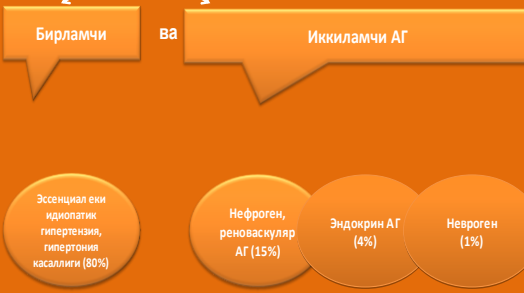 Бирламчи
ва
Иккиламчи АГ
Эссенциал еки
идиопатик
гипертензия,
гипертония
касаллиги (80%)
Нефроген,
реноваскуляр
АГ (15%)
Эндокрин АГ
(4%)
Невроген
(1%)